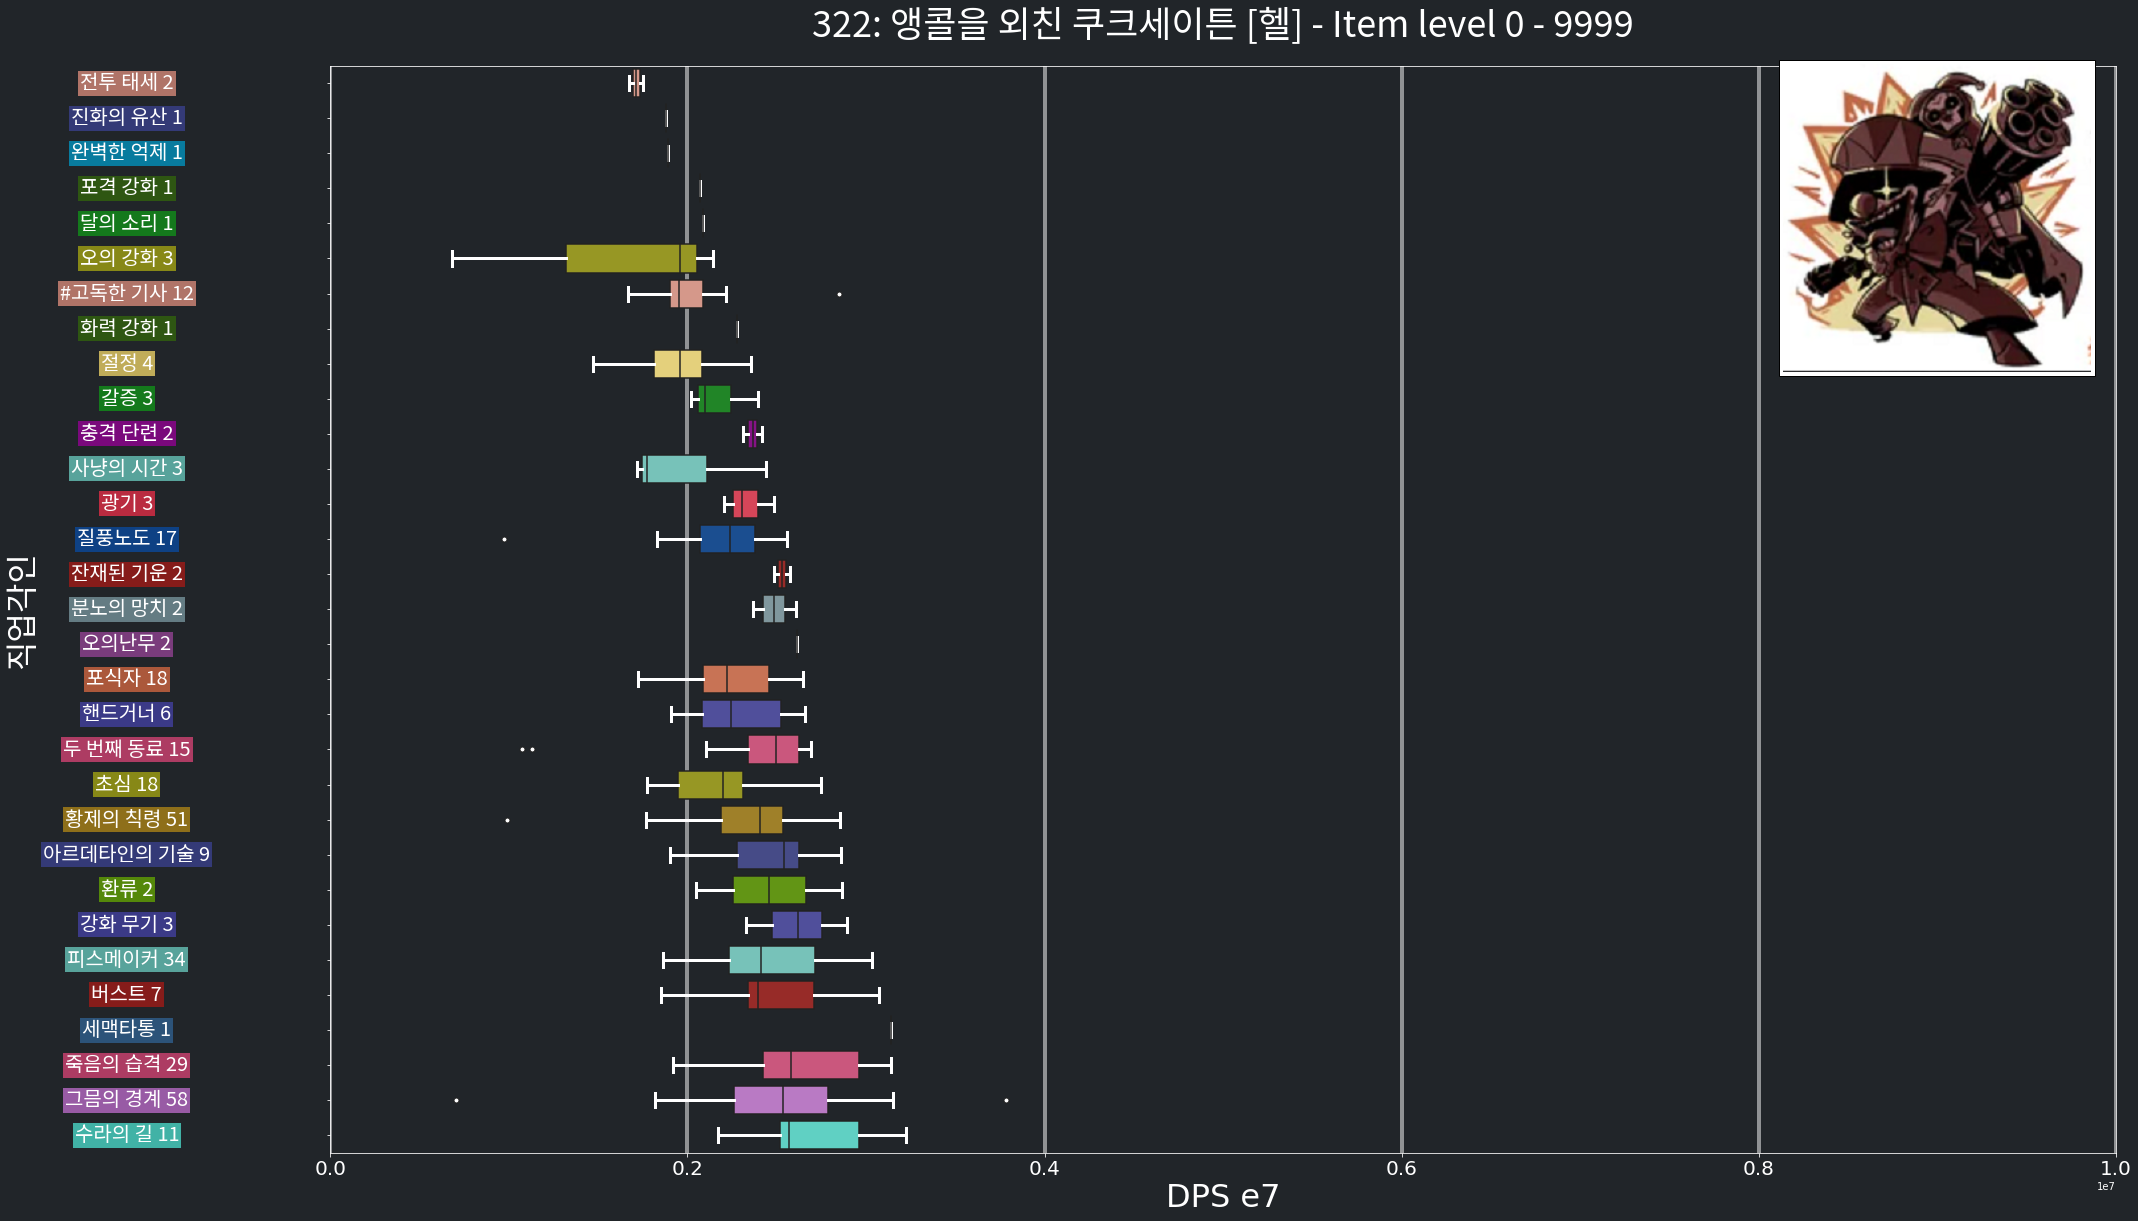 322: 앵콜을 외친 쿠크세이튼 [헬] - Item level 0 - 9999
전투 태세 2
진화의 유산 1
완벽한 억제 1
포격 강화 1
달의 소리 1
오의 강화 3
#고독한 기사 12
화력 강화 1
절정 4
갈증 3
충격 단련 2
사냥의 시간 3
광기 3
질풍노도 17
잔재된 기운 2
분노의 망치 2
오의난무 2
포식자 18
핸드거너 6
두 번째 동료 15
초심 18
황제의 칙령 51
아르데타인의 기술 9
환류 2
강화 무기 3
피스메이커 34
버스트 7
세맥타통 1
죽음의 습격 29
그믐의 경계 58
수라의 길 11
직업각인
0.0 0.2 0.4 0.6 0.8 1.0
1e7
DPS e7